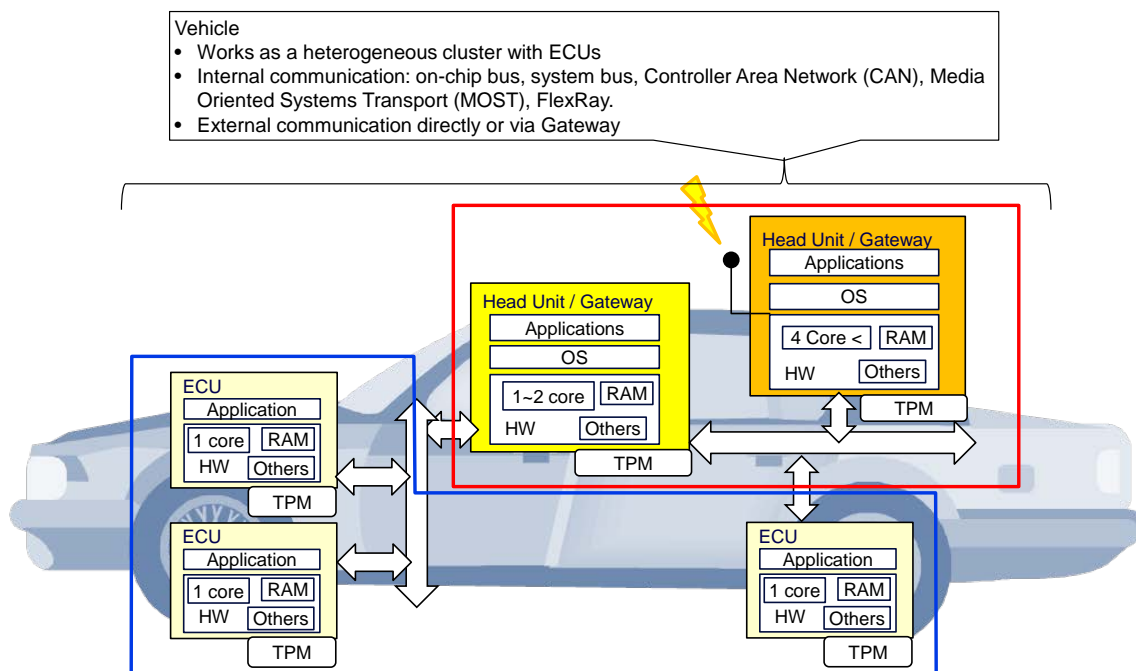 Vehicle
• Works as a heterogeneous cluster with ECUs
• Internal communication: on-chip bus, system bus, Controller Area Network (CAN), Media
Oriented Systems Transport (MOST), FlexRay.
• External communication directly or via Gateway
Head Unit / Gateway
Applications
OS
4 Core <
RAM
HW
Others
TPM
Head Unit / Gateway
Applications
OS
1~2 core
RAM
HW
Others
TPM
ECU
Application
1 core
RAM
HW
Others
TPM
ECU
Application
1 core
RAM
HW
Others
TPM
ECU
Application
1 core
RAM
HW
Others
TPM